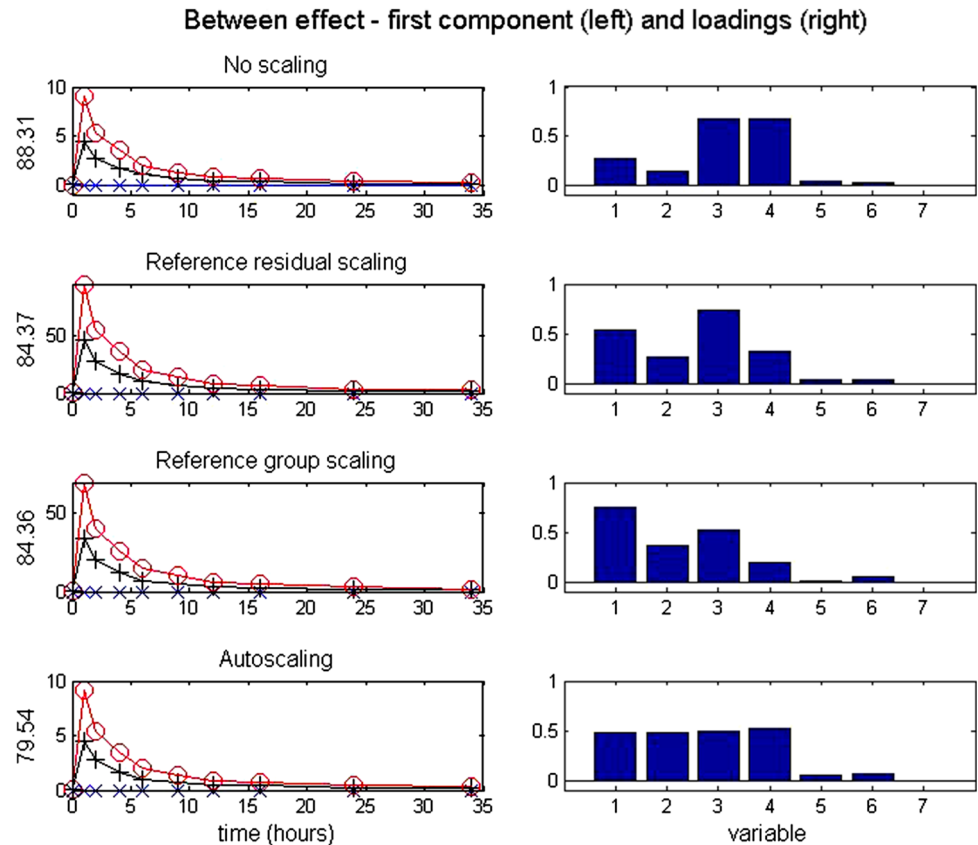 Between effect - first component (left) and loadings (right)
No scaling
88.31
10
5
0
0 5 10 15 20 25 30 35
1
0.5
0
1 2 3 4 5 6 7
Reference residual scaling
84.37
50
0
0 5 10 15 20 25 30 35
1
0.5
0
1 2 3 4 5 6 7
Reference group scaling
84.36
50
0
0 5 10 15 20 25 30 35
1
0.5
0
1 2 3 4 5 6 7
Autoscaling
79.54
10
5
0
0 5 10 15 20 25 30 35
time (hours)
1
0.5
0
1 2 3 4 5 6 7
variable